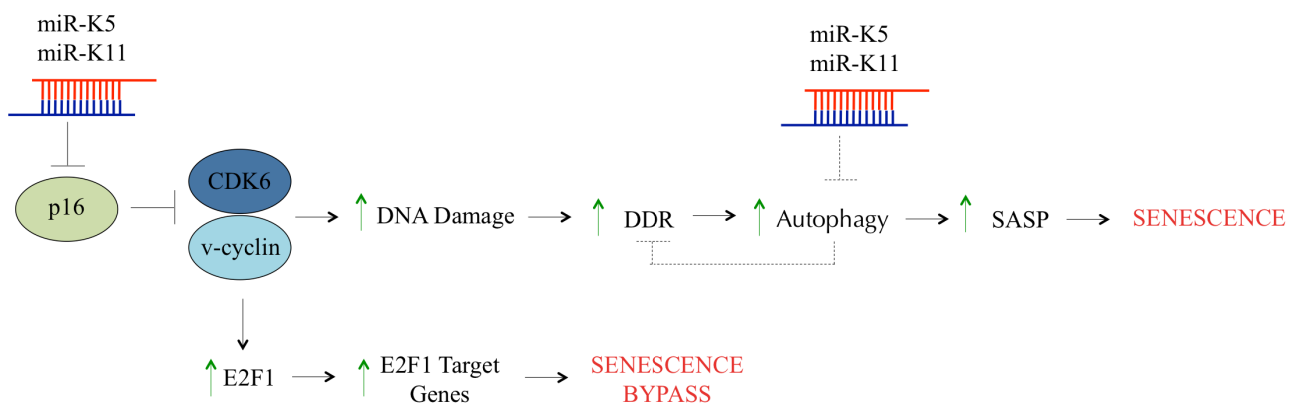 miR-K5
miR-K11
miR-K5
miR-K11
CDK6
p16
v-cyclin
DNA Damage
DDR
Autophagy
SASP
SENESCENCE
E2F1
E2F1 Target
Genes
SENESCENCE
BYPASS